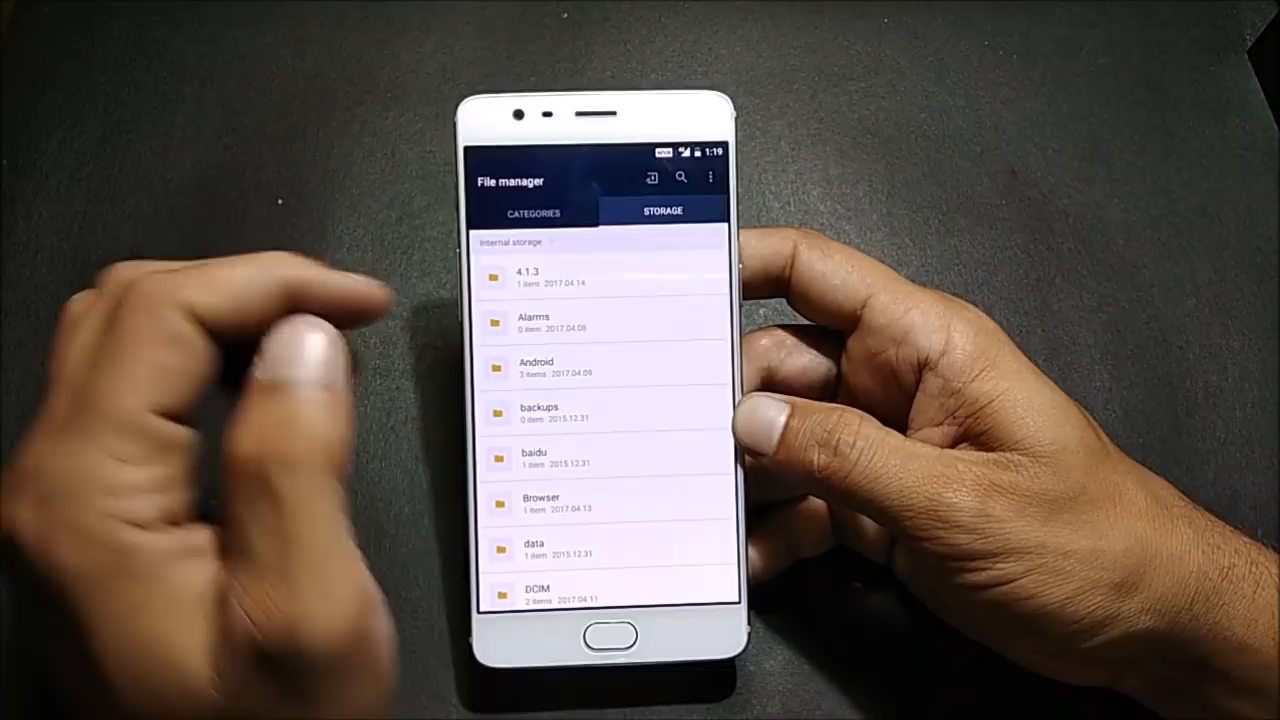 1:19
File manager
CATEGORIES
STORAGE
Internal storage
4.1.3
1 item 2017.04.14
Alarms
0 item 2017.04.08
Android
3 items 2017.04.09
backups
0 item 2015.12.31
baidu
1 item 2015.12.31
Browser
1 item 2017.04.13
data
1 item 2015.12.31
DCIM
2 items 2017.04.11